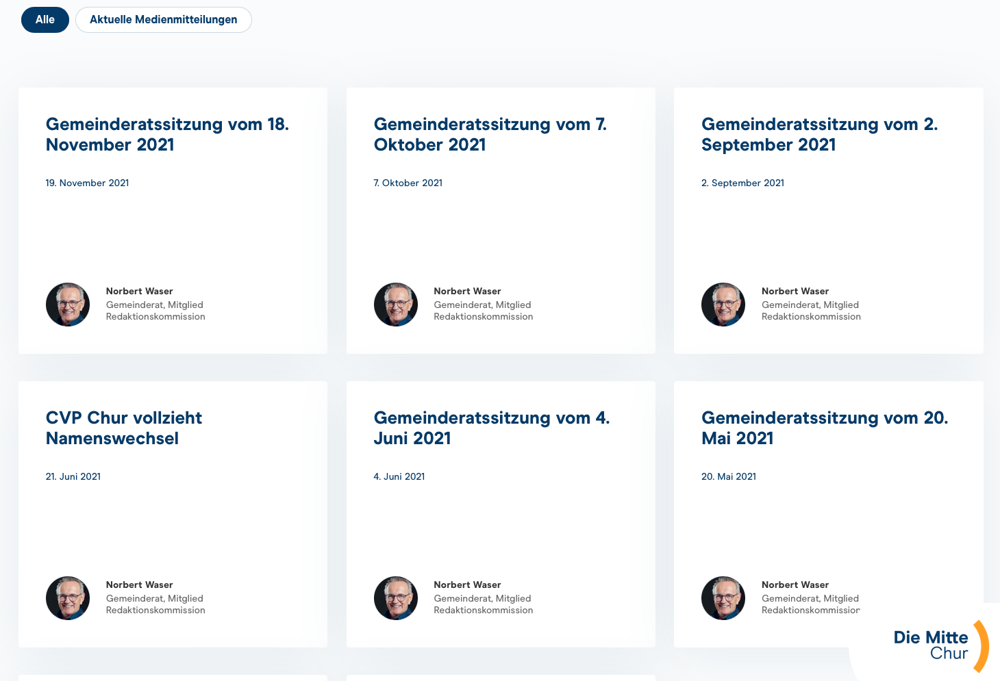 Alle
Aktuelle Medienmitteilungen
Gemeinderatssitzung vom 18.
November 2021
19. November 2021
Norbert Waser
Gemeinderat, Mitglied
Redaktionskommission
Gemeinderatssitzung vom 7.
Oktober 2021
7. Oktober 2021
Norbert Waser
Gemeinderat, Mitglied
Redaktionskommission
Gemeinderatssitzung vom 2.
September 2021
2. September 2021
Norbert Waser
Gemeinderat, Mitglied
Redaktionskommission
CVP Chur vollzieht
Namenswechsel
21. Juni 2021
Norbert Waser
Gemeinderat, Mitglied
Redaktionskommission
Gemeinderatssitzung vom 4.
Juni 2021
4. Juni 2021
Norbert Waser
Gemeinderat, Mitglied
Redaktionskommission
Gemeinderatssitzung vom 20.
Mai 2021
20. Mai 2021
Norbert Waser
Gemeinderat, Mitglied
Redaktionskommission
Die Mitte
Chur